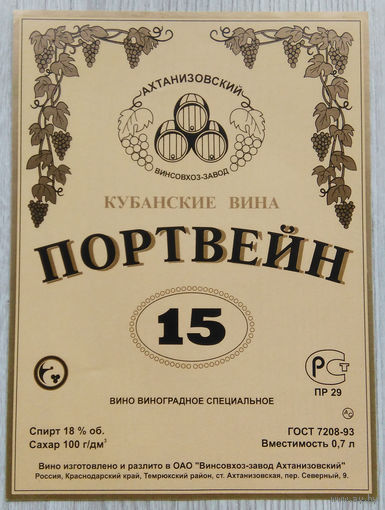 АХТАНИЗОВСКИЙ
ВИНСОВХОЗ-ЗАВОД
КУБАНСКИЕ ВИНА
ПОРТВЕЙН
15
РСТ
ПР 29
ВИНО ВИНОГРАДНОЕ СПЕЦИАЛЬНОЕ
Спирт 18 % об.
Сахар 100 г/дм³
ГОСТ 7208-93
Вместимость 0,7 л
Вино изготовлено и разлито в ОАО "Винсовхоз-завод Ахтанизовский"
Россия, Краснодарский край, Темрюкский район, ст. Ахтанизовская, пер. Северный, 9.